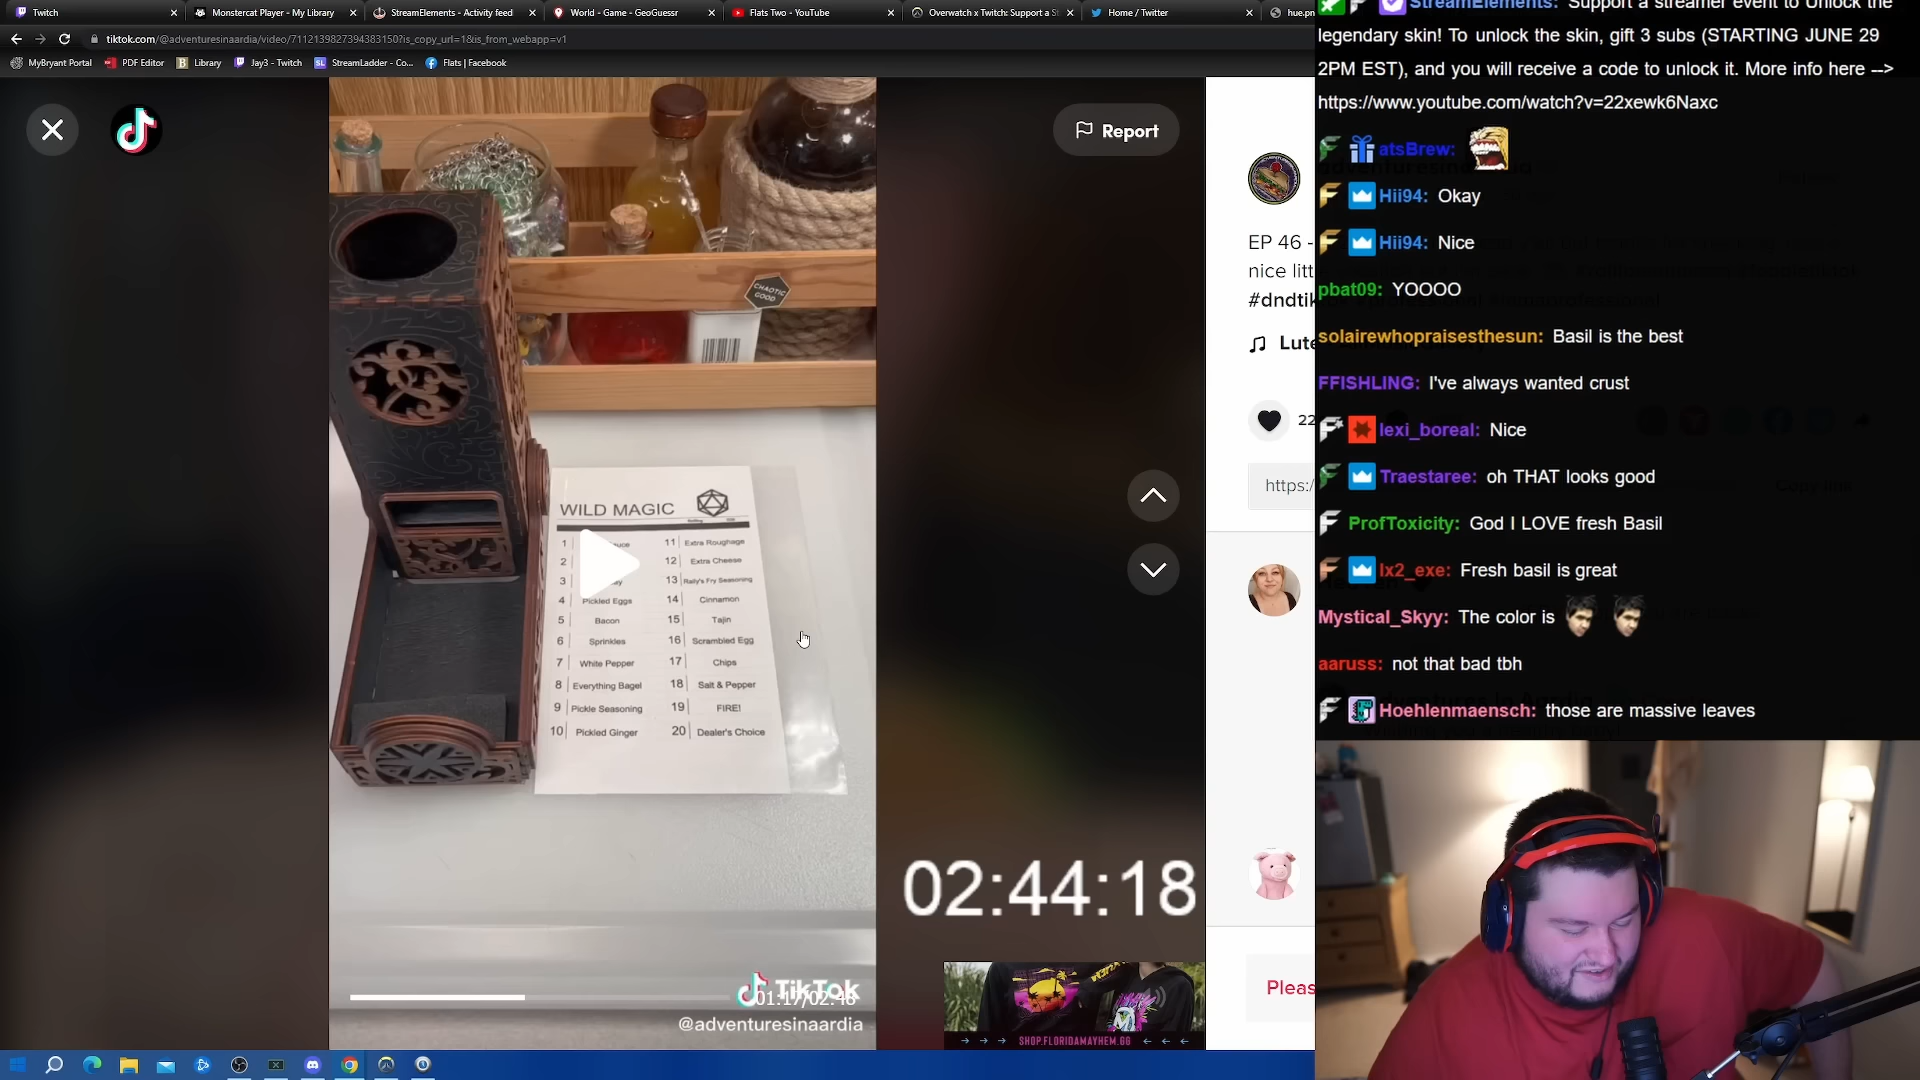 Twitch
Monstercat Player - My Library
StreamElements - Activity feed
World - Game - GeoGuessr
Flats Two - YouTube
Overwatch x Twitch: Support a S
Home / Twitter
hue.pn
tiktok.com/@adventuresinaardia/video/7112139827394383150?is_copy_url=1&is_from_webapp=v1
MyBryant Portal
PDF Editor
Library
Jay3 - Twitch
StreamLadder - Co...
Flats | Facebook
Report
CHAOTIC
GOOD
WILD MAGIC
1
2
3
4 Pickled Eggs
5 Bacon
6 Sprinkles
7 White Pepper
8 Everything Bagel
9 Pickle Seasoning
10 Pickled Ginger
11 Extra Roughage
12 Extra Cheese
13 Rally's Fry Seasoning
14 Cinnamon
15 Tajin
16 Scrambled Egg
17 Chips
18 Salt & Pepper
19 FIRE!
20 Dealer's Choice
TikTok
@adventuresinaardia
02:44:18
SHOP.FLORIDAMAYHEM.GG
EP 46 -
nice litt
#dndtik
Lute
22
https:/
Pleas
StreamElements: Support a streamer event to Unlock the
legendary skin! To unlock the skin, gift 3 subs (STARTING JUNE 29
2PM EST), and you will receive a code to unlock it. More info here -->
https://www.youtube.com/watch?v=22xewk6Naxc
atsBrew:
Hii94: Okay
Hii94: Nice
pbat09: YOOOO
solairewhopraisesthesun: Basil is the best
FFISHLING: I've always wanted crust
lexi_boreal: Nice
Traestaree: oh THAT looks good
ProfToxicity: God I LOVE fresh Basil
lx2_exe: Fresh basil is great
Mystical_Skyy: The color is
aaruss: not that bad tbh
Hoehlenmaensch: those are massive leaves